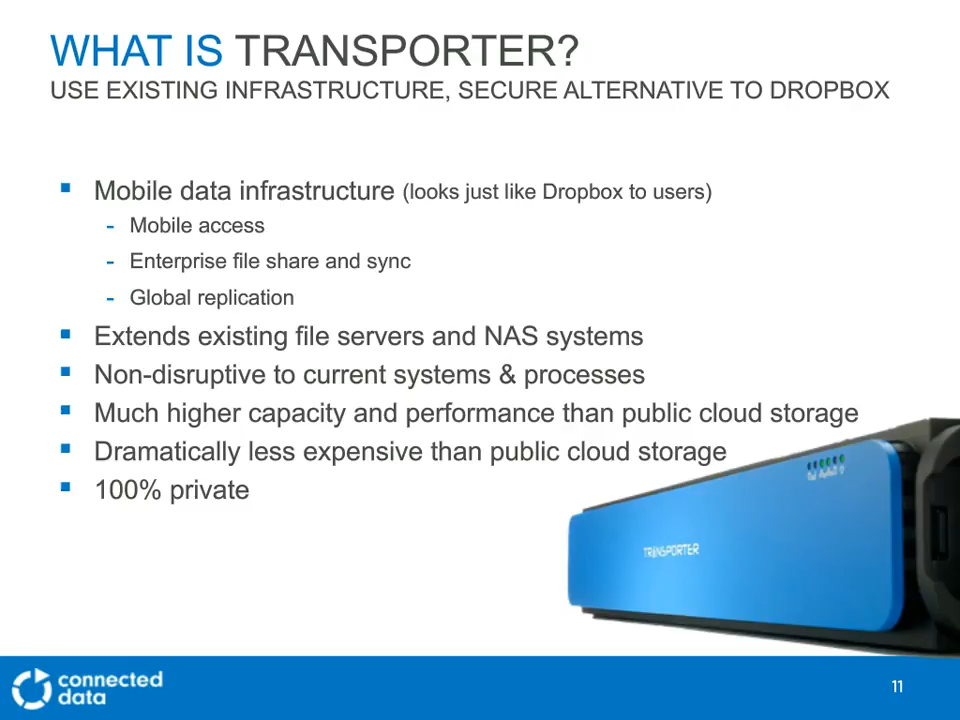 WHAT IS TRANSPORTER?
USE EXISTING INFRASTRUCTURE, SECURE ALTERNATIVE TO DROPBOX
▪ Mobile data infrastructure (looks just like Dropbox to users)
- Mobile access
- Enterprise file share and sync
- Global replication
▪ Extends existing file servers and NAS systems
▪ Non-disruptive to current systems & processes
▪ Much higher capacity and performance than public cloud storage
▪ Dramatically less expensive than public cloud storage
▪ 100% private
TRANSPORTER
connected
data
11